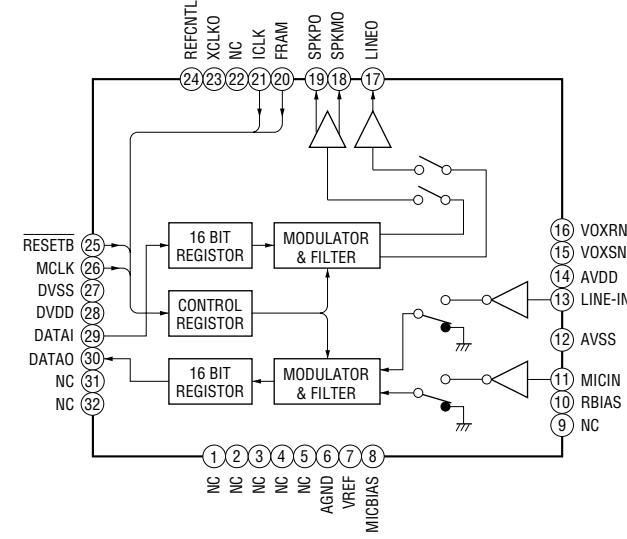 REFCNTL
XCLKO
NC
ICLK
FRAM
SPKPO
SPKMO
LINEO
24 23 22 21 20 19 18 17
RESETB 25
MCLK 26
DVSS 27
DVDD 28
DATAI 29
DATAO 30
NC 31
NC 32
16 BIT
REGISTOR
MODULATOR
& FILTER
CONTROL
REGISTOR
16 BIT
REGISTOR
MODULATOR
& FILTER
16 VOXRN
15 VOXSN
14 AVDD
13 LINE-IN
12 AVSS
11 MICIN
10 RBIAS
9 NC
1 2 3 4 5 6 7 8
NC
NC
NC
NC
NC
AGND
VREF
MICBIAS